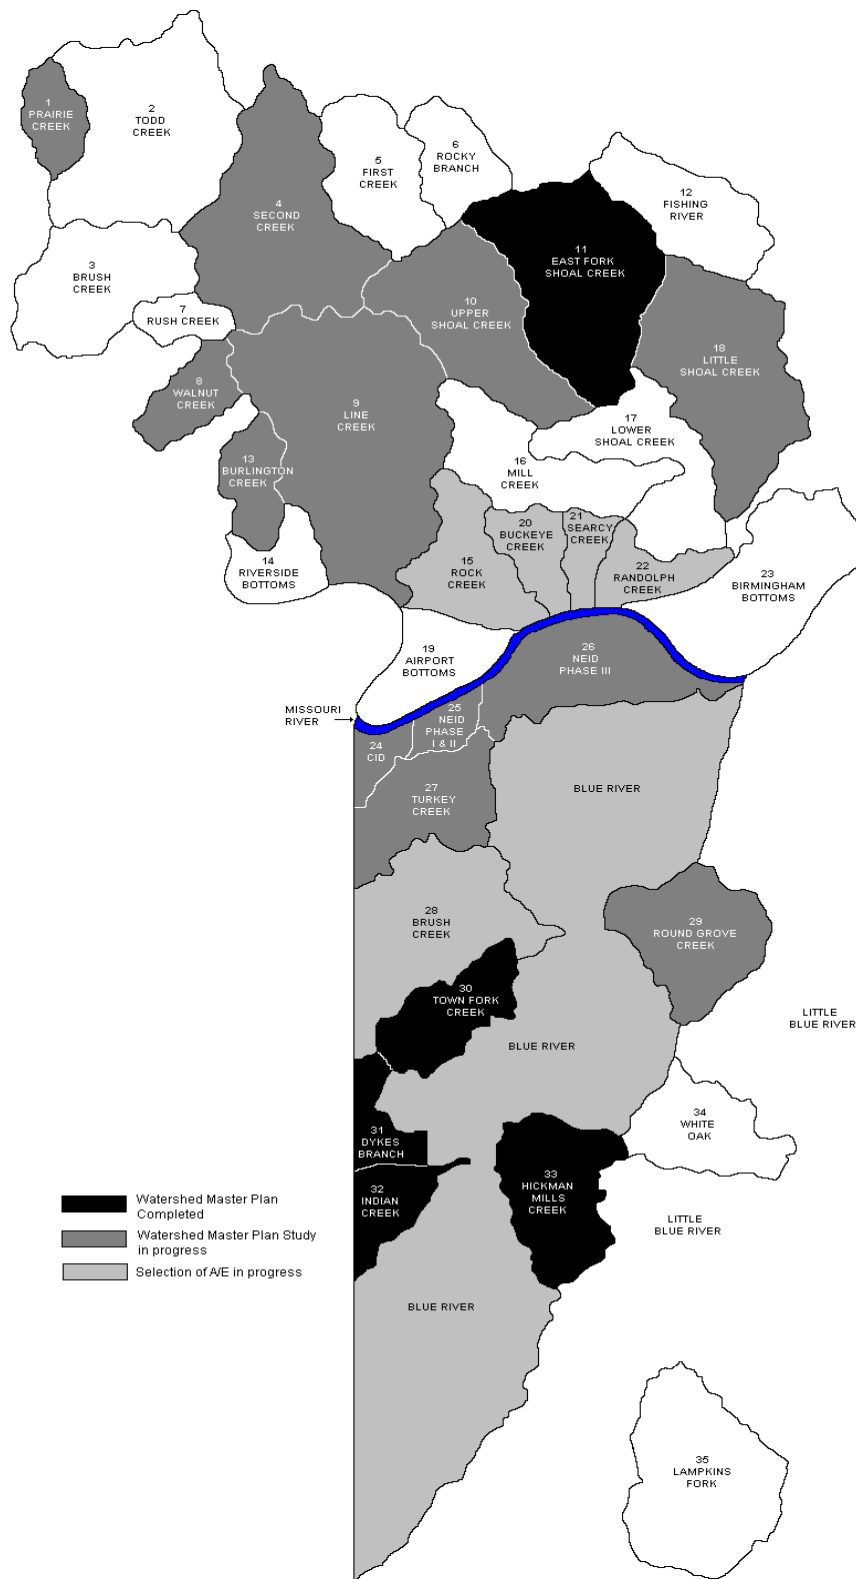 1
PRAIRIE
CREEK
2
TODD
CREEK
3
BRUSH
CREEK
4
SECOND
CREEK
5
FIRST
CREEK
6
ROCKY
BRANCH
7
RUSH CREEK
8
WALNUT
CREEK
9
LINE
CREEK
10
UPPER
SHOAL CREEK
11
EAST FORK
SHOAL CREEK
12
FISHING
RIVER
13
BURLINGTON
CREEK
14
RIVERSIDE
BOTTOMS
15
ROCK
CREEK
16
MILL
CREEK
17
LOWER
SHOAL CREEK
18
LITTLE
SHOAL CREEK
19
AIRPORT
BOTTOMS
20
BUCKEYE
CREEK
21
SEARCY
CREEK
22
RANDOLPH
CREEK
23
BIRMINGHAM
BOTTOMS
MISSOURI
RIVER
24
CID
25
NEID
PHASE
I & II
26
NEID
PHASE III
27
TURKEY
CREEK
BLUE RIVER
28
BRUSH
CREEK
29
ROUND GROVE
CREEK
30
TOWN FORK
CREEK
LITTLE
BLUE RIVER
BLUE RIVER
31
DYKES
BRANCH
32
INDIAN
CREEK
33
HICKMAN
MILLS
CREEK
34
WHITE
OAK
LITTLE
BLUE RIVER
Watershed Master Plan
Completed
Watershed Master Plan Study
in progress
Selection of A/E in progress
BLUE RIVER
35
LAMPKINS
FORK